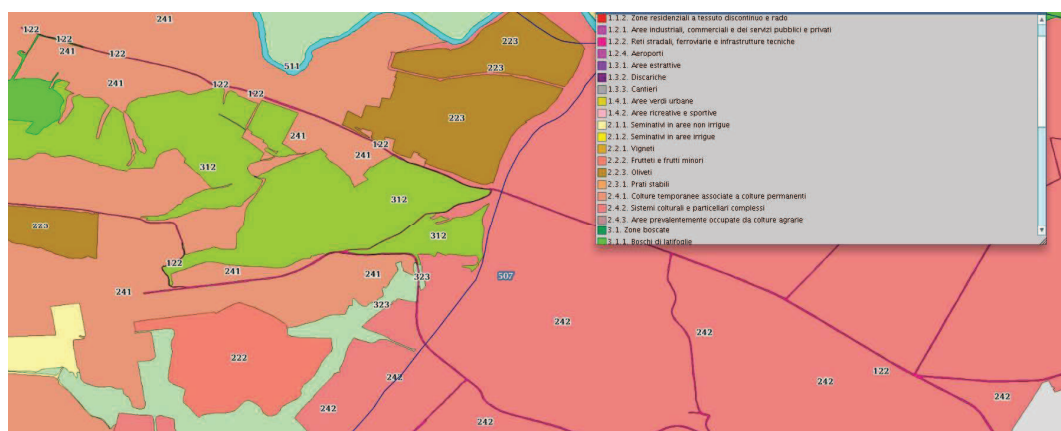 1.1.2. Zone residenziali a tessuto discontinuo e rado
1.2.1. Aree industriali, commerciali e dei servizi pubblici e privati
1.2.2. Reti stradali, ferroviarie e infrastrutture tecniche
1.2.4. Aeroporti
1.3.1. Aree estrattive
1.3.2. Discariche
1.3.3. Cantieri
1.4.1. Aree verdi urbane
1.4.2. Aree ricreative e sportive
2.1.1. Seminativi in aree non irrigue
2.1.2. Seminativi in aree irrigue
2.2.1. Vigneti
2.2.2. Frutteti e frutti minori
2.2.3. Oliveti
2.3.1. Prati stabili
2.4.1. Colture temporanee associate a colture permanenti
2.4.2. Sistemi colturali e particellari complessi
2.4.3. Aree prevalentemente occupate da colture agrarie
3.1. Zone boscate
3.1.1. Boschi di latifoglie
241
122
122
241
223
511
223
241
122
122
223
241
122
241
312
312
223
312
122
241
241
323
507
241
323
242
242
222
242
122
242
242
242
242